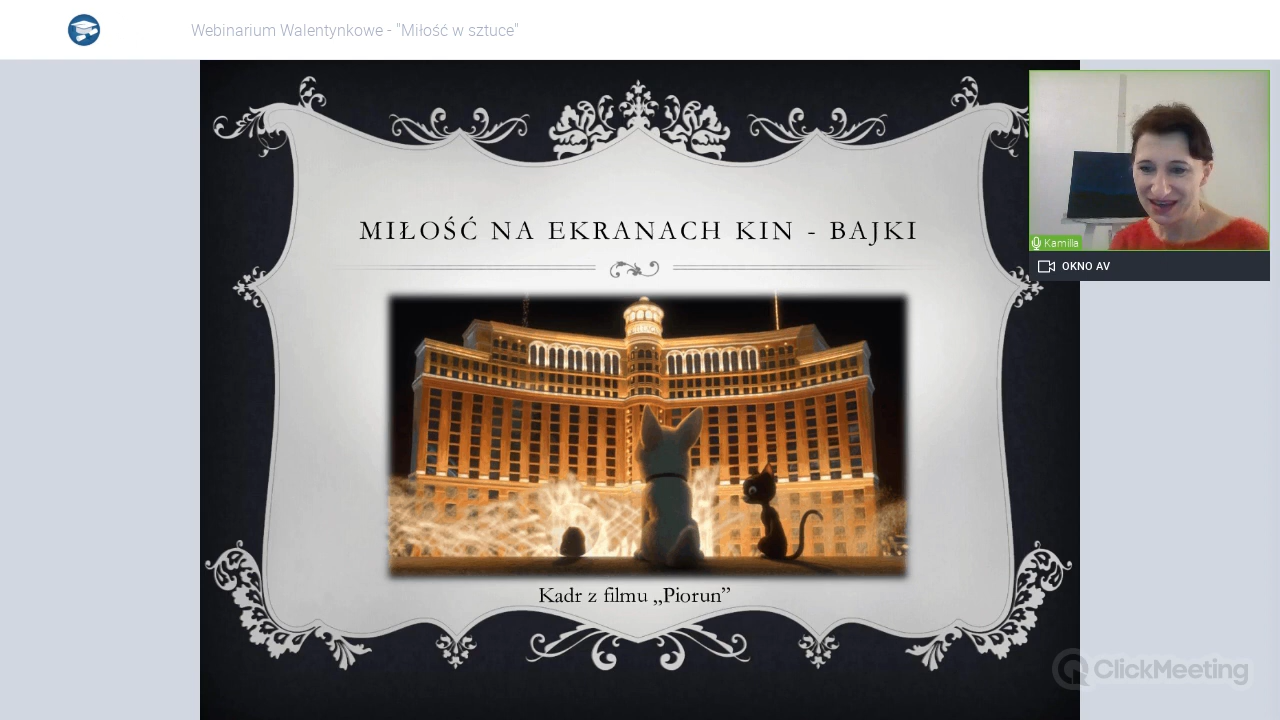 Webinarium Walentynkowe - "Miłość w sztuce"
MIŁOŚĆ NA EKRANACH KIN - BAJKI
Kamilla
OKNO AV
Kadr z filmu „Piorun”
ClickMeeting